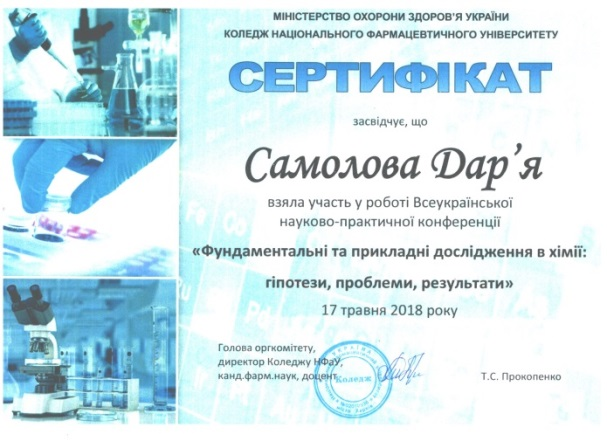 МІНІСТЕРСТВО ОХОРОНИ ЗДОРОВ'Я УКРАЇНИ
КОЛЕДЖ НАЦІОНАЛЬНОГО ФАРМАЦЕВТИЧНОГО УНІВЕРСИТЕТУ
СЕРТИФІКАТ
засвідчує, що
Самолова Дар'я
взяла участь у роботі Всеукраїнської
науково-практичної конференції
«Фундаментальні та прикладні дослідження в хімії:
гіпотези, проблеми, результати»
17 травня 2018 року
Голова оргкомітету,
директор Коледжу НФаУ,
канд.фарм.наук, доцент
Коледж
Т.С. Прокопенко